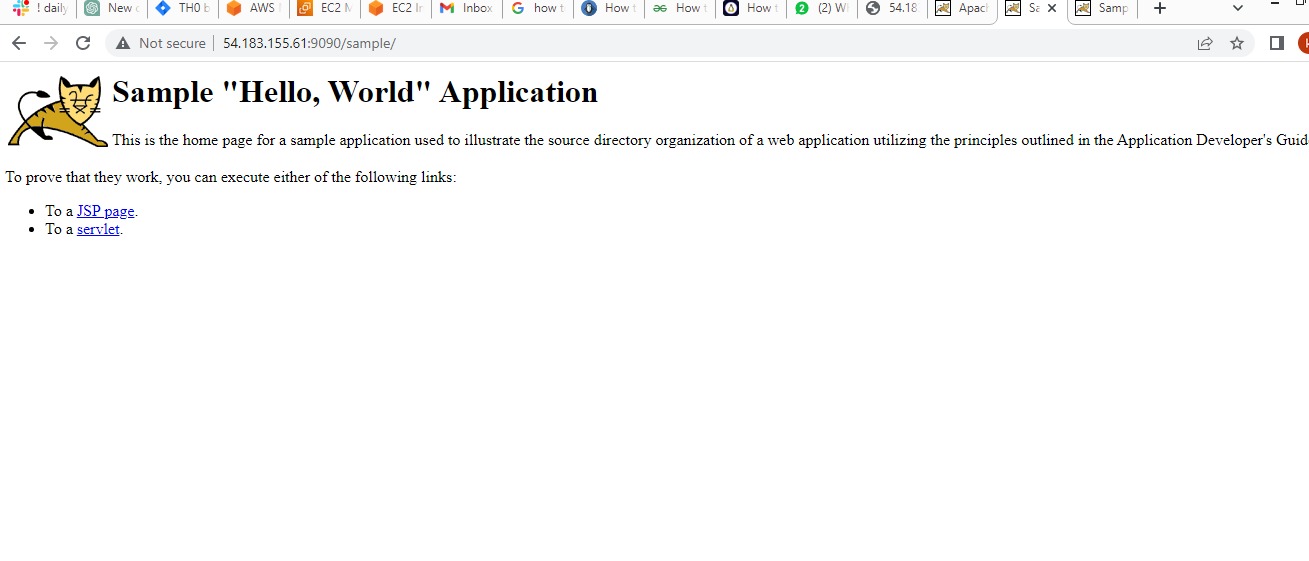 ! daily New TH0 b AWS EC2 M EC2 In Inbox how t How t How t How t (2) W 54.18 Apac Sa Samp
Not secure 54.183.155.61:9090/sample/
Sample "Hello, World" Application
This is the home page for a sample application used to illustrate the source directory organization of a web application utilizing the principles outlined in the Application Developer's Guid
To prove that they work, you can execute either of the following links:
To a JSP page.
To a servlet.